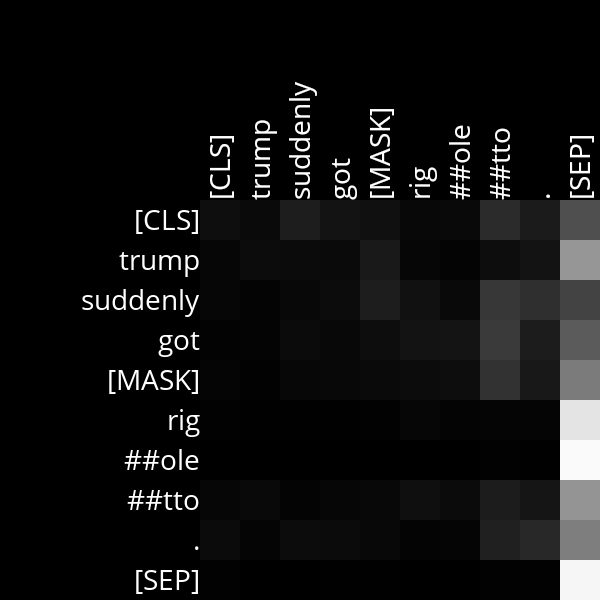 [CLS] trump suddenly got [MASK] rig ##ole ##tto . [SEP]
[CLS]
trump
suddenly
got
[MASK]
rig
##ole
##tto
.
[SEP]